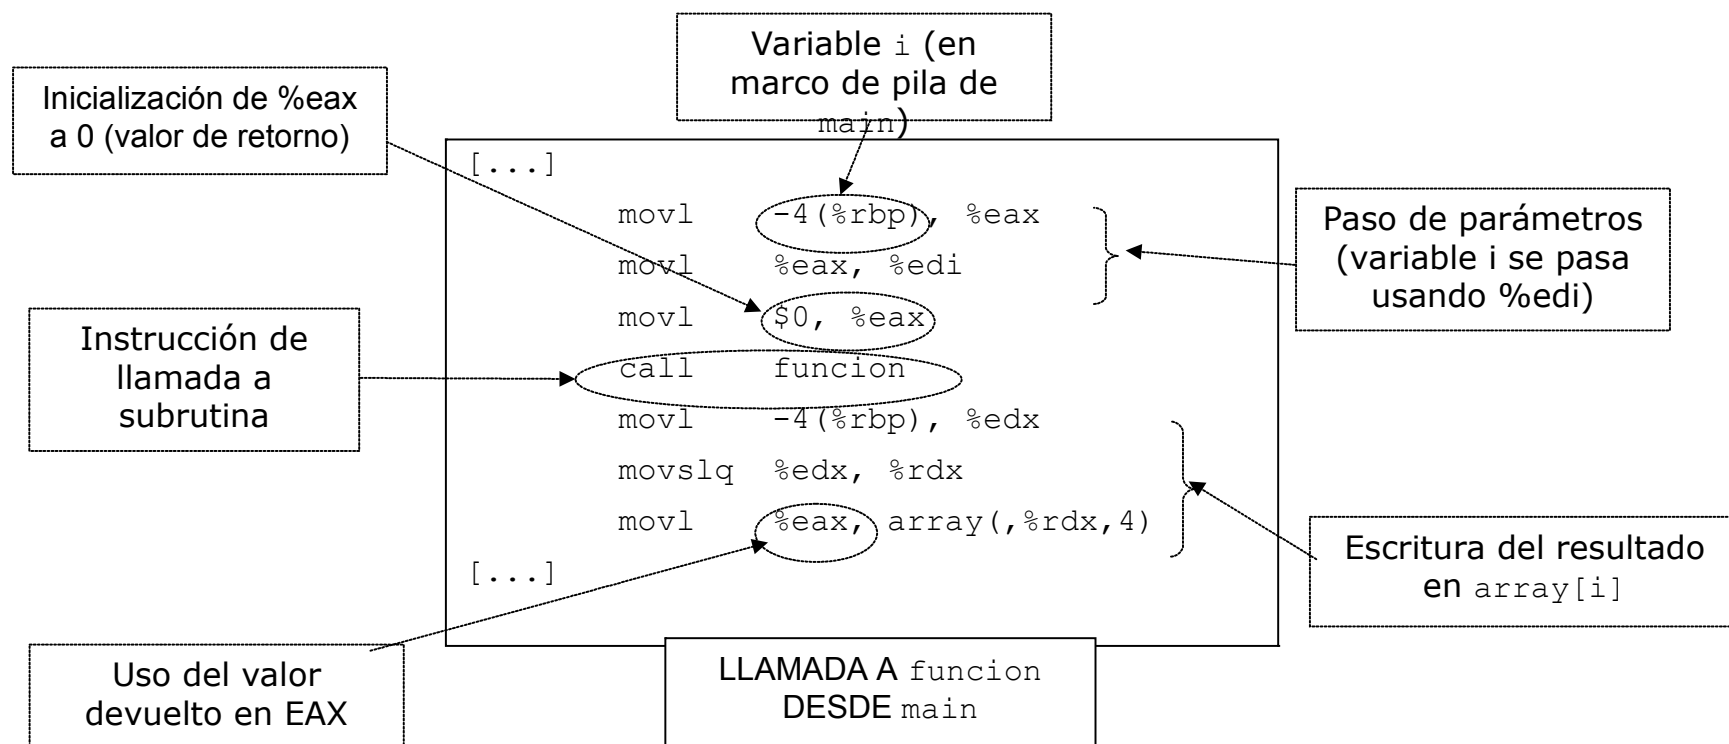 Variable i (en
marco de pila de
main)
Inicialización de %eax
a 0 (valor de retorno)
[...]
movl -4(%rbp), %eax
movl %eax, %edi
movl $0, %eax
call funcion
movl -4(%rbp), %edx
movslq %edx, %rdx
movl %eax, array(,%rdx,4)
[...]
Paso de parámetros
(variable i se pasa
usando %edi)
Instrucción de
llamada a
subrutina
Escritura del resultado
en array[i]
Uso del valor
devuelto en EAX
LLAMADA A funcion
DESDE main